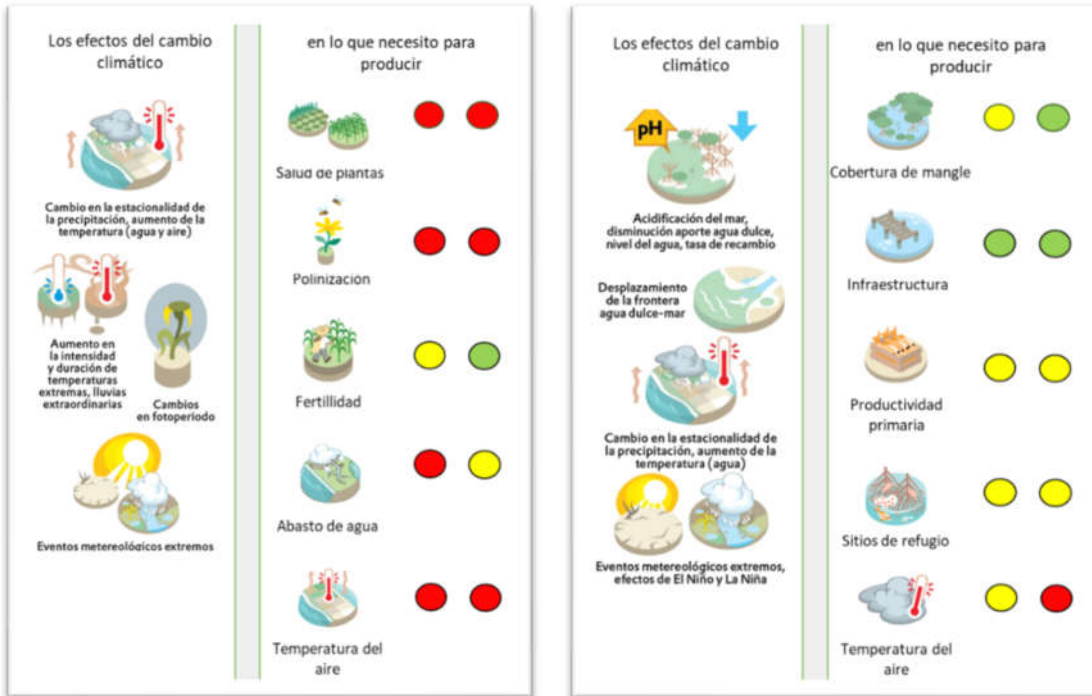 Los efectos del cambio
climático
Cambio en la estacionalidad de
la precipitación, aumento de la
temperatura (agua y aire)
Aumento en
la intensidad
y duración de
temperaturas
extremas, lluvias
extraordinarias
Cambios
en fotoperiodo
Eventos metereológicos extremos
en lo que necesito para
producir
Salud de plantas
Polinización
Fertillidad
Abasto de agua
Temperatura del
aire
Los efectos del cambio
climático
pH
Acidificación del mar,
disminución aporte agua dulce,
nivel del agua, tasa de recambio
Desplazamiento
de la frontera
agua dulce-mar
Cambio en la estacionalidad de
la precipitación, aumento de la
temperatura (agua)
Eventos metereológicos extremos,
efectos de El Niño y La Niña
en lo que necesito para
producir
Cobertura de mangle
Infraestructura
Productividad
primaria
Sitios de refugio
Temperatura del
aire